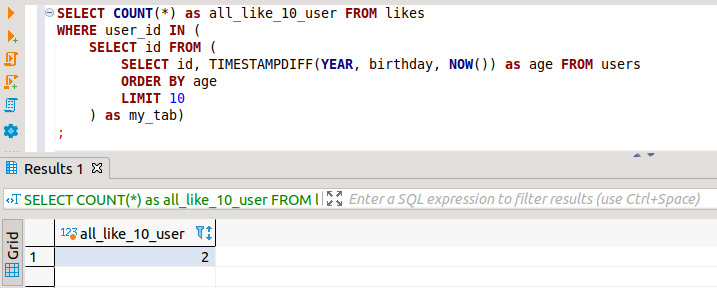 SELECT COUNT(*) as all_like_10_user FROM likes
WHERE user_id IN (
SELECT id FROM (
SELECT id, TIMESTAMPDIFF(YEAR, birthday, NOW()) as age FROM users
ORDER BY age
LIMIT 10
) as my_tab)
;
Results 1
SELECT COUNT(*) as all_like_10_user FROM l
Enter a SQL expression to filter results (use Ctrl+Space)
Grid
123 all_like_10_user
1 2